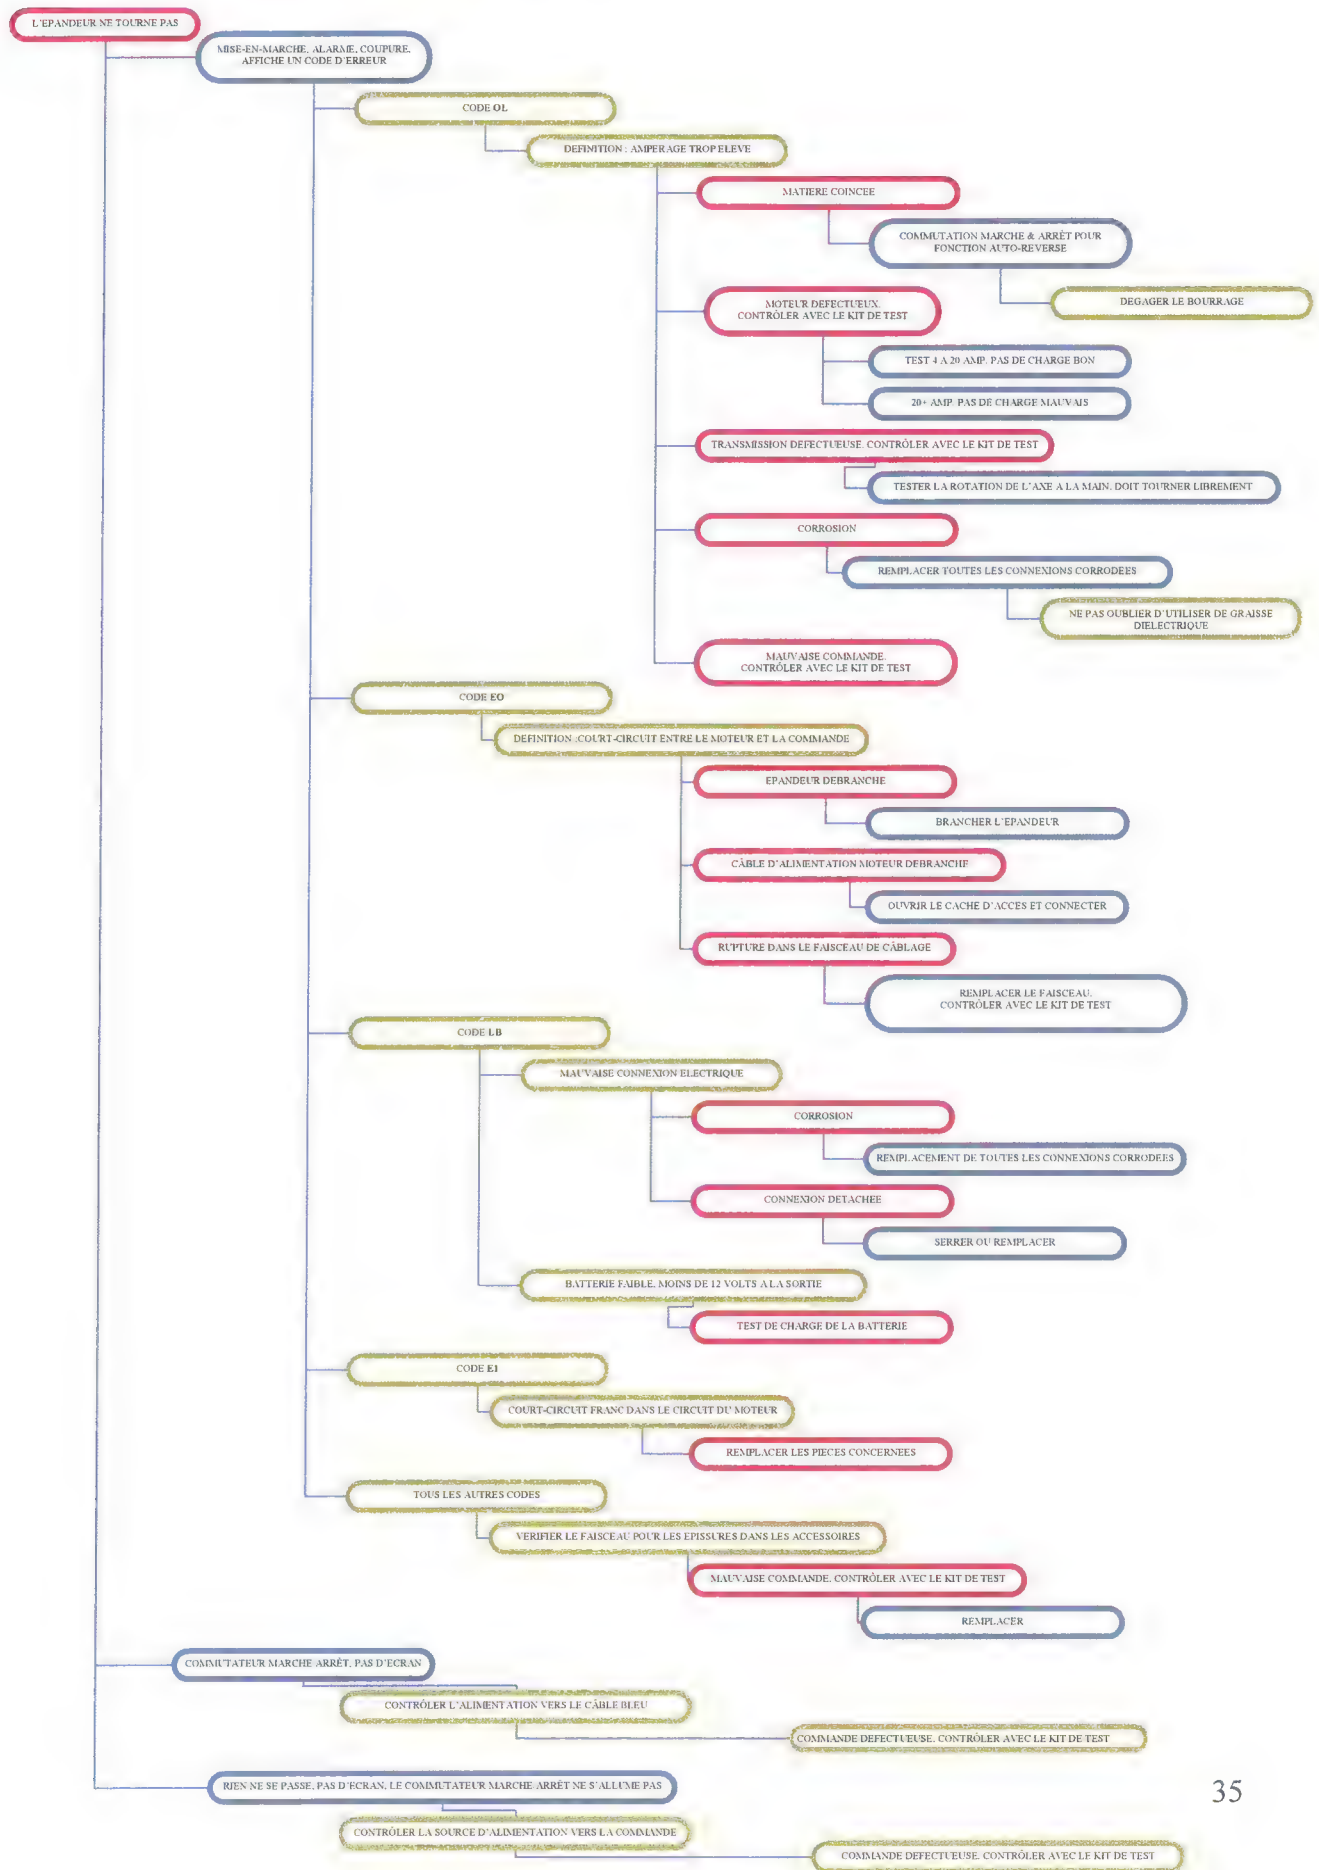 L'EPANDEUR NE TOURNE PAS
MISE-EN-MARCHE, ALARME, COUPURE,
AFFICHE UN CODE D'ERREUR
CODE OL
DEFINITION : AMPERAGE TROP ELEVE
MATIERE COINCEE
COMMUTATION MARCHE & ARRÊT POUR
FONCTION AUTO-REVERSE
DEGAGER LE BOURRAGE
MOTEUR DEFECTUEUX.
CONTRÔLER AVEC LE KIT DE TEST
TEST 4 A 20 AMP. PAS DE CHARGE BON
20+ AMP. PAS DE CHARGE MAUVAIS
TRANSMISSION DEFECTUEUSE. CONTRÔLER AVEC LE KIT DE TEST
TESTER LA ROTATION DE L'AXE A LA MAIN. DOIT TOURNER LIBREMENT
CORROSION
REMPLACER TOUTES LES CONNEXIONS CORRODEES
NE PAS OUBLIER D'UTILISER DE GRAISSE
DIELECTRIQUE
MAUVAISE COMMANDE.
CONTRÔLER AVEC LE KIT DE TEST
CODE EO
DEFINITION :COURT-CIRCUIT ENTRE LE MOTEUR ET LA COMMANDE
EPANDEUR DEBRANCHE
BRANCHER L'EPANDEUR
CÂBLE D'ALIMENTATION MOTEUR DEBRANCHE
OUVRIR LE CACHE D'ACCES ET CONNECTER
RUPTURE DANS LE FAISCEAU DE CÂBLAGE
REMPLACER LE FAISCEAU.
CONTRÔLER AVEC LE KIT DE TEST
CODE LB
MAUVAISE CONNEXION ELECTRIQUE
CORROSION
REMPLACEMENT DE TOUTES LES CONNEXIONS CORRODEES
CONNEXION DETACHEE
SERRER OU REMPLACER
BATTERIE FAIBLE, MOINS DE 12 VOLTS A LA SORTIE
TEST DE CHARGE DE LA BATTERIE
CODE E1
COURT-CIRCUIT FRANC DANS LE CIRCUIT DU MOTEUR
REMPLACER LES PIECES CONCERNEES
TOUS LES AUTRES CODES
VERIFIER LE FAISCEAU POUR LES EPISSURES DANS LES ACCESSOIRES
MAUVAISE COMMANDE. CONTRÔLER AVEC LE KIT DE TEST
REMPLACER
COMMUTATEUR MARCHE-ARRÊT, PAS D'ECRAN
CONTRÔLER L'ALIMENTATION VERS LE CÂBLE BLEU
COMMANDE DEFECTUEUSE. CONTRÔLER AVEC LE KIT DE TEST
RIEN NE SE PASSE, PAS D'ECRAN, LE COMMUTATEUR MARCHE-ARRÊT NE S'ALLUME PAS
35
CONTRÔLER LA SOURCE D'ALIMENTATION VERS LA COMMANDE
COMMANDE DEFECTUEUSE. CONTRÔLER AVEC LE KIT DE TEST